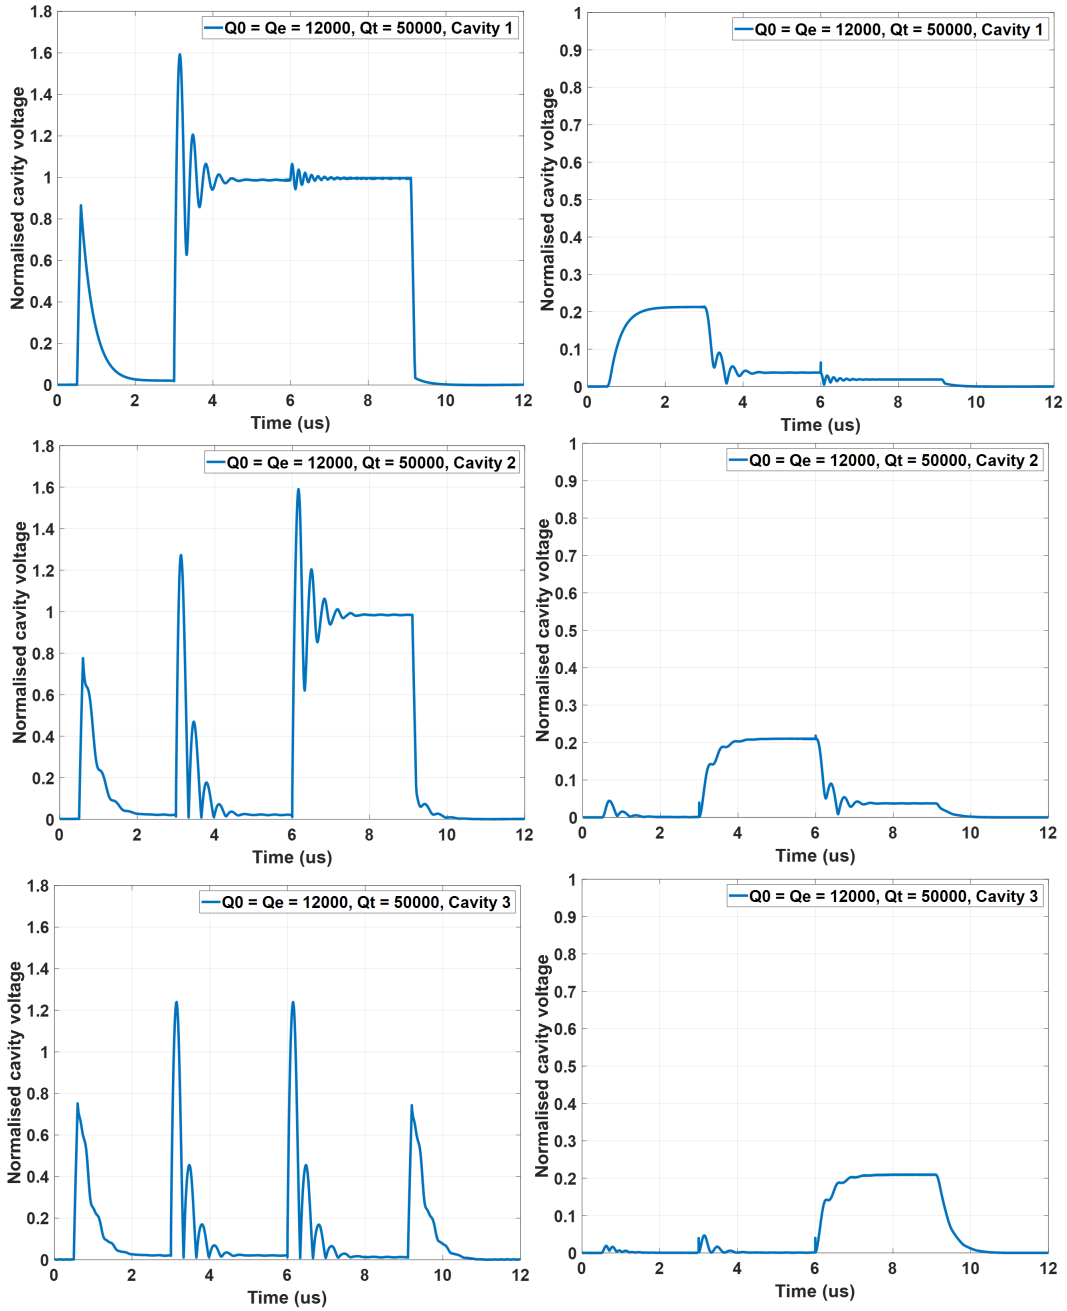 Q0 = Qe = 12000, Qt = 50000, Cavity 1
Normalised cavity voltage
1.8
1.6
1.4
1.2
1
0.8
0.6
0.4
0.2
0
0 2 4 6 8 10 12
Time (us)
Q0 = Qe = 12000, Qt = 50000, Cavity 1
Normalised cavity voltage
1
0.9
0.8
0.7
0.6
0.5
0.4
0.3
0.2
0.1
0
0 2 4 6 8 10 12
Time (us)
Q0 = Qe = 12000, Qt = 50000, Cavity 2
Normalised cavity voltage
1.8
1.6
1.4
1.2
1
0.8
0.6
0.4
0.2
0
0 2 4 6 8 10 12
Time (us)
Q0 = Qe = 12000, Qt = 50000, Cavity 2
Normalised cavity voltage
1
0.9
0.8
0.7
0.6
0.5
0.4
0.3
0.2
0.1
0
0 2 4 6 8 10 12
Time (us)
Q0 = Qe = 12000, Qt = 50000, Cavity 3
Normalised cavity voltage
1.8
1.6
1.4
1.2
1
0.8
0.6
0.4
0.2
0
0 2 4 6 8 10 12
Time (us)
Q0 = Qe = 12000, Qt = 50000, Cavity 3
Normalised cavity voltage
1
0.9
0.8
0.7
0.6
0.5
0.4
0.3
0.2
0.1
0
0 2 4 6 8 10 12
Time (us)